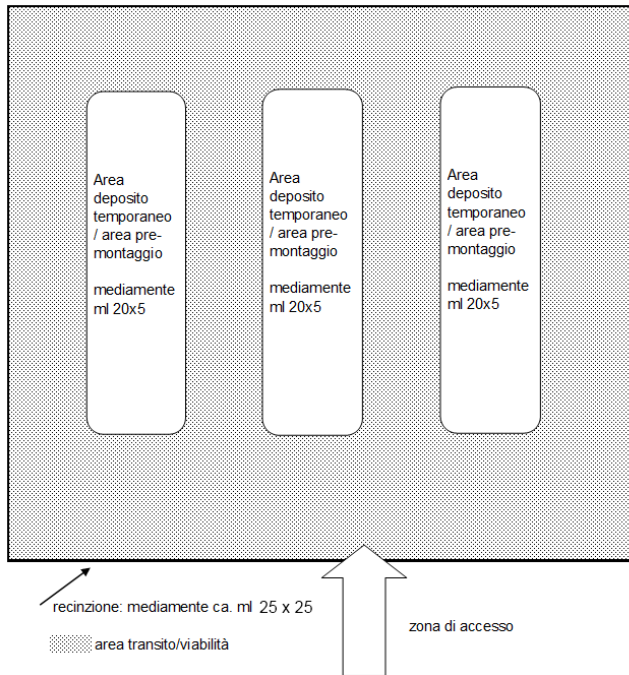 Area
deposito
temporaneo
/ area pre-
montaggio
mediamente
ml 20x5
Area
deposito
temporaneo
/ area pre-
montaggio
mediamente
ml 20x5
Area
deposito
temporaneo
/ area pre-
montaggio
mediamente
ml 20x5
recinzione: mediamente ca. ml 25 x 25
area transito/viabilità
zona di accesso